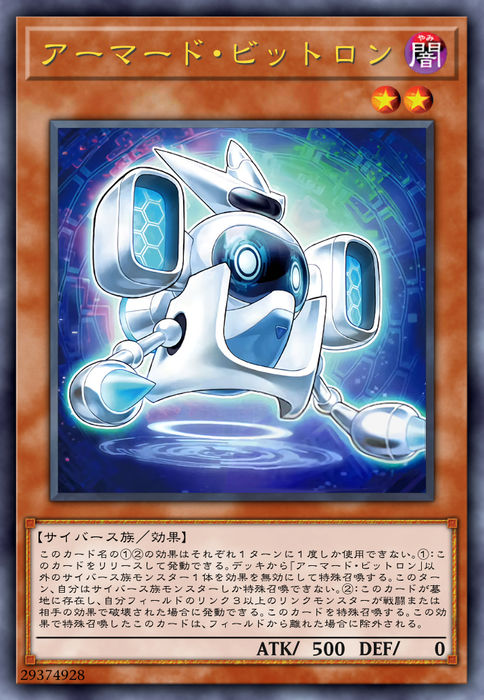 アーマード・ビットロン
闇
やみ
【サイバース族／効果】
このカード名の①②の効果はそれぞれ１ターンに１度しか使用できない。①：こ
のカードをリリースして発動できる。デッキから「アーマード・ビットロン」以
外のサイバース族モンスター１体を効果を無効にして特殊召喚する。このター
ン、自分はサイバース族モンスターしか特殊召喚できない。②：このカードが墓
地に存在し、自分フィールドのリンク３以上のリンクモンスターが戦闘または
相手の効果で破壊された場合に発動できる。このカードを特殊召喚する。この効
果で特殊召喚したこのカードは、フィールドから離れた場合に除外される。
ATK/ 500 DEF/ 0
29374928